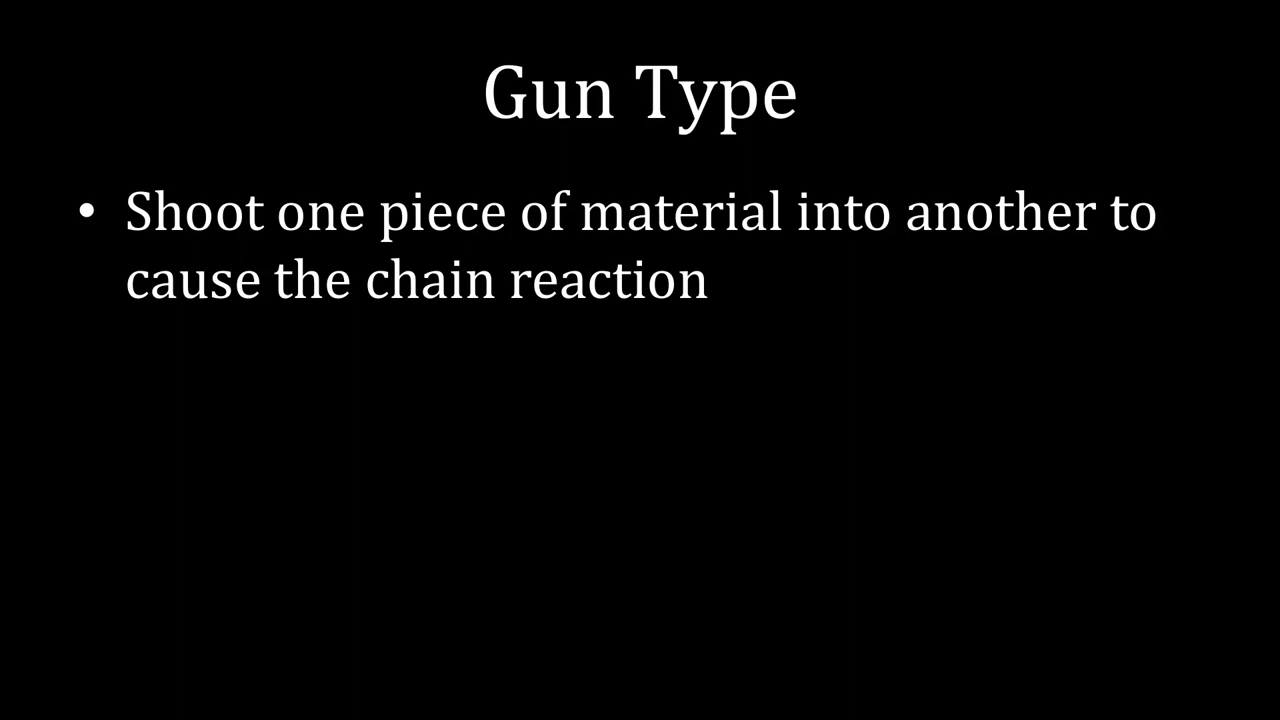 Gun Type
• Shoot one piece of material into another to
cause the chain reaction